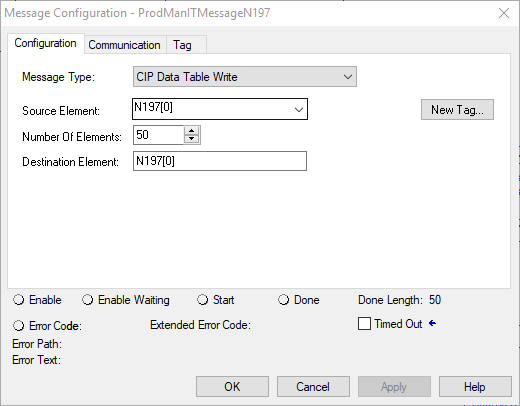 Message Configuration - ProdManITMessageN197
Configuration Communication Tag
Message Type: CIP Data Table Write
Source Element: N197[0] New Tag...
Number Of Elements: 50
Destination Element: N197[0]
Enable Enable Waiting Start Done Done Length: 50
Error Code: Extended Error Code: Timed Out
Error Path:
Error Text:
OK Cancel Apply Help